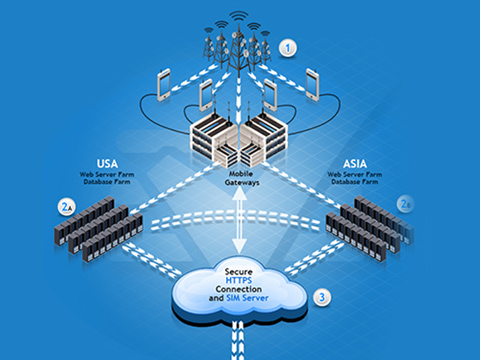 1
USA
Web Server Farm
Database Farm
Mobile
Gateways
ASIA
Web Server Farm
Database Farm
2A
2B
Secure
HTTPS
Connection
and SIM Server
3